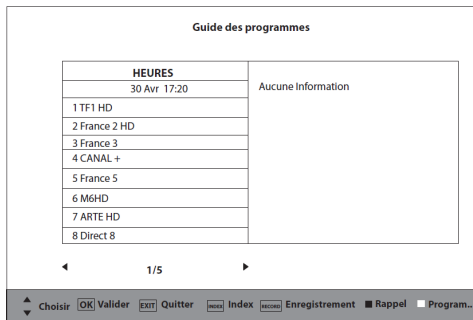 Guide des programmes
HEURES
30 Avr 17:20
Aucune Information
1 TF1 HD
2 France 2 HD
3 France 3
4 CANAL +
5 France 5
6 M6HD
7 ARTE HD
8 Direct 8
1/5
Choisir OK Valider EXIT Quitter INDEX Index RECORD Enregistrement Rappel Program...